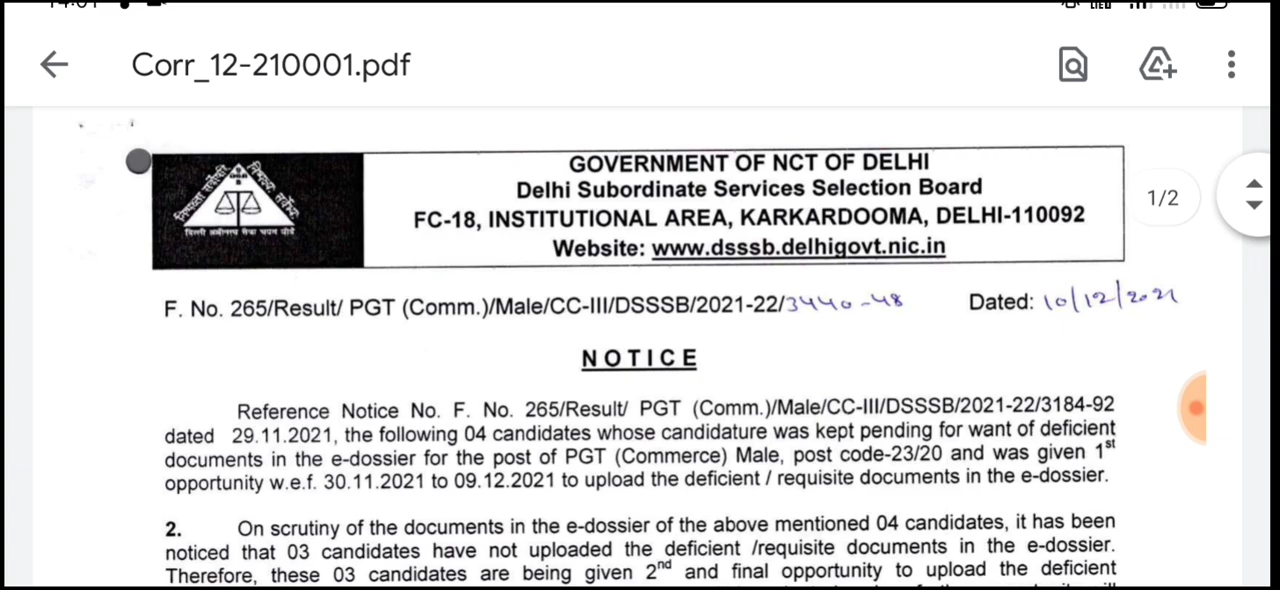 Corr_12-210001.pdf
GOVERNMENT OF NCT OF DELHI
Delhi Subordinate Services Selection Board
FC-18, INSTITUTIONAL AREA, KARKARDOOMA, DELHI-110092
Website: www.dsssb.delhigovt.nic.in
1/2
दिल्ली अधीनस्थ सेवा चयन बोर्ड
F. No. 265/Result/ PGT (Comm.)/Male/CC-III/DSSSB/2021-22/3440-48 Dated: 10/12/2021
NOTICE
Reference Notice No. F. No. 265/Result/ PGT (Comm.)/Male/CC-III/DSSSB/2021-22/3184-92
dated 29.11.2021, the following 04 candidates whose candidature was kept pending for want of deficient
documents in the e-dossier for the post of PGT (Commerce) Male, post code-23/20 and was given 1st
opportunity w.e.f. 30.11.2021 to 09.12.2021 to upload the deficient / requisite documents in the e-dossier.
2. On scrutiny of the documents in the e-dossier of the above mentioned 04 candidates, it has been
noticed that 03 candidates have not uploaded the deficient /requisite documents in the e-dossier.
Therefore, these 03 candidates are being given 2nd and final opportunity to upload the deficient